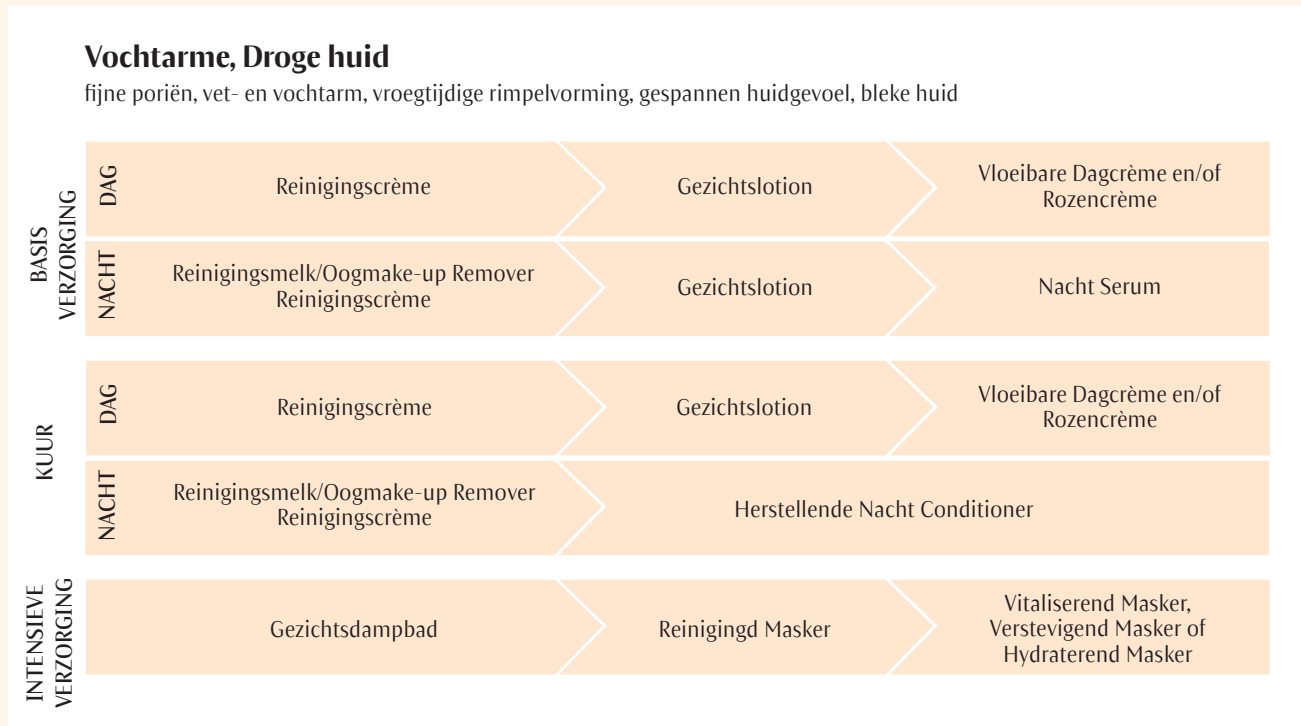 Vochtarme, Droge huid
fijne poriën, vet- en vochtarm, vroegtijdige rimpelvorming, gespannen huidgevoel, bleke huid
BASIS
VERZORGING
DAG
Reinigingscrème
Gezichtslotion
Vloeibare Dagcrème en/of
Rozencrème
NACHT
Reinigingsmelk/Oogmake-up Remover
Reinigingscrème
Gezichtslotion
Nacht Serum
KUUR
DAG
Reinigingscrème
Gezichtslotion
Vloeibare Dagcrème en/of
Rozencrème
NACHT
Reinigingsmelk/Oogmake-up Remover
Reinigingscrème
Herstellende Nacht Conditioner
INTENSIEVE
VERZORGING
Gezichtsdampbad
Reinigingd Masker
Vitaliserend Masker,
Verstevigend Masker of
Hydraterend Masker